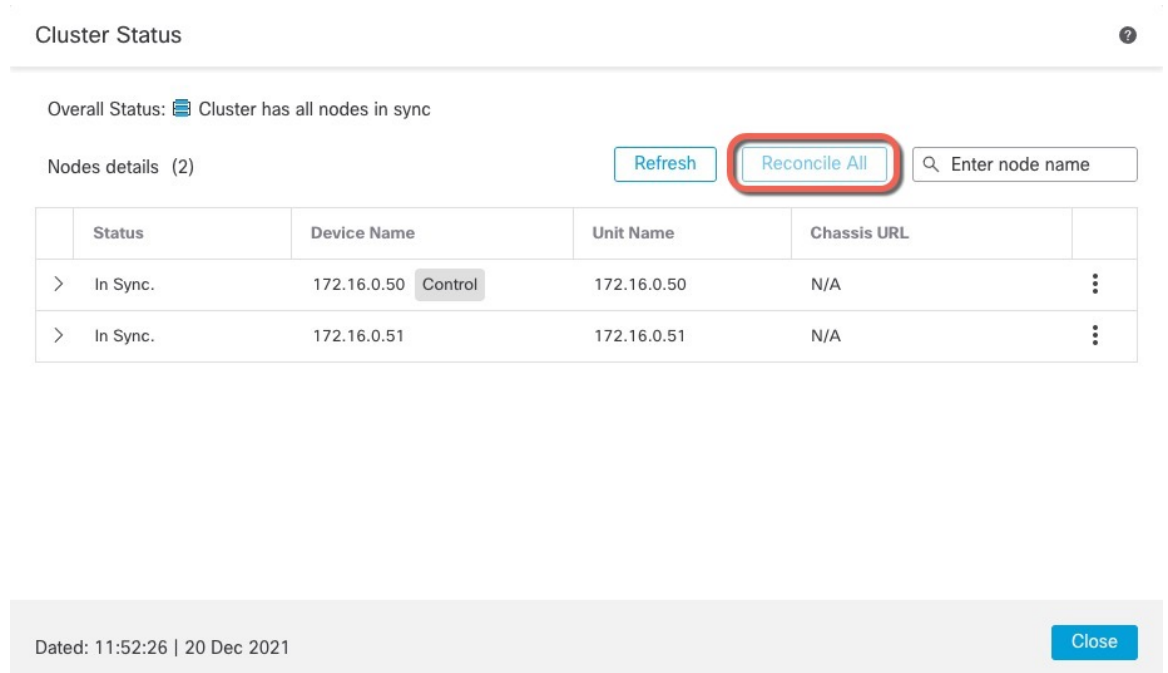 Cluster Status
?
Overall Status: Cluster has all nodes in sync
Nodes details (2) Refresh Reconcile All Enter node name
Status Device Name Unit Name Chassis URL
In Sync. 172.16.0.50 Control 172.16.0.50 N/A
In Sync. 172.16.0.51 172.16.0.51 N/A
Dated: 11:52:26 | 20 Dec 2021 Close